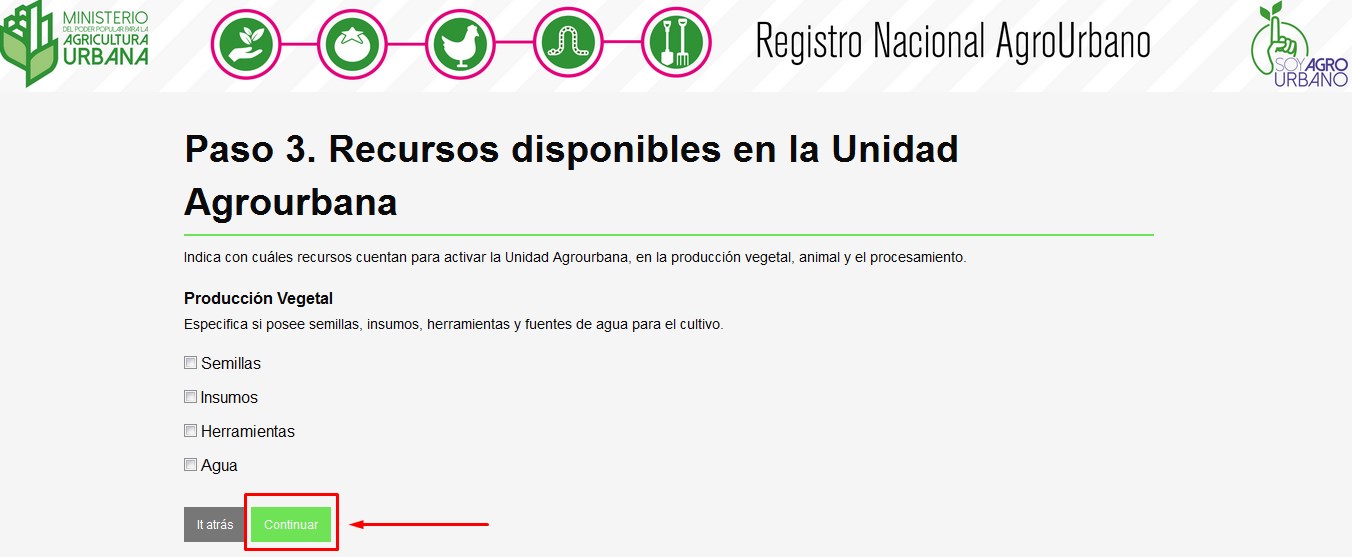 MINISTERIO
DEL PODER POPULAR PARA LA
AGRICULTURA
URBANA
Registro Nacional AgroUrbano
SOYAGRO
URBANO
Paso 3. Recursos disponibles en la Unidad
Agrourbana
Indica con cuáles recursos cuentan para activar la Unidad Agrourbana, en la producción vegetal, animal y el procesamiento.
Producción Vegetal
Especifica si posee semillas, insumos, herramientas y fuentes de agua para el cultivo.
Semillas
Insumos
Herramientas
Agua
It atrás
Continuar